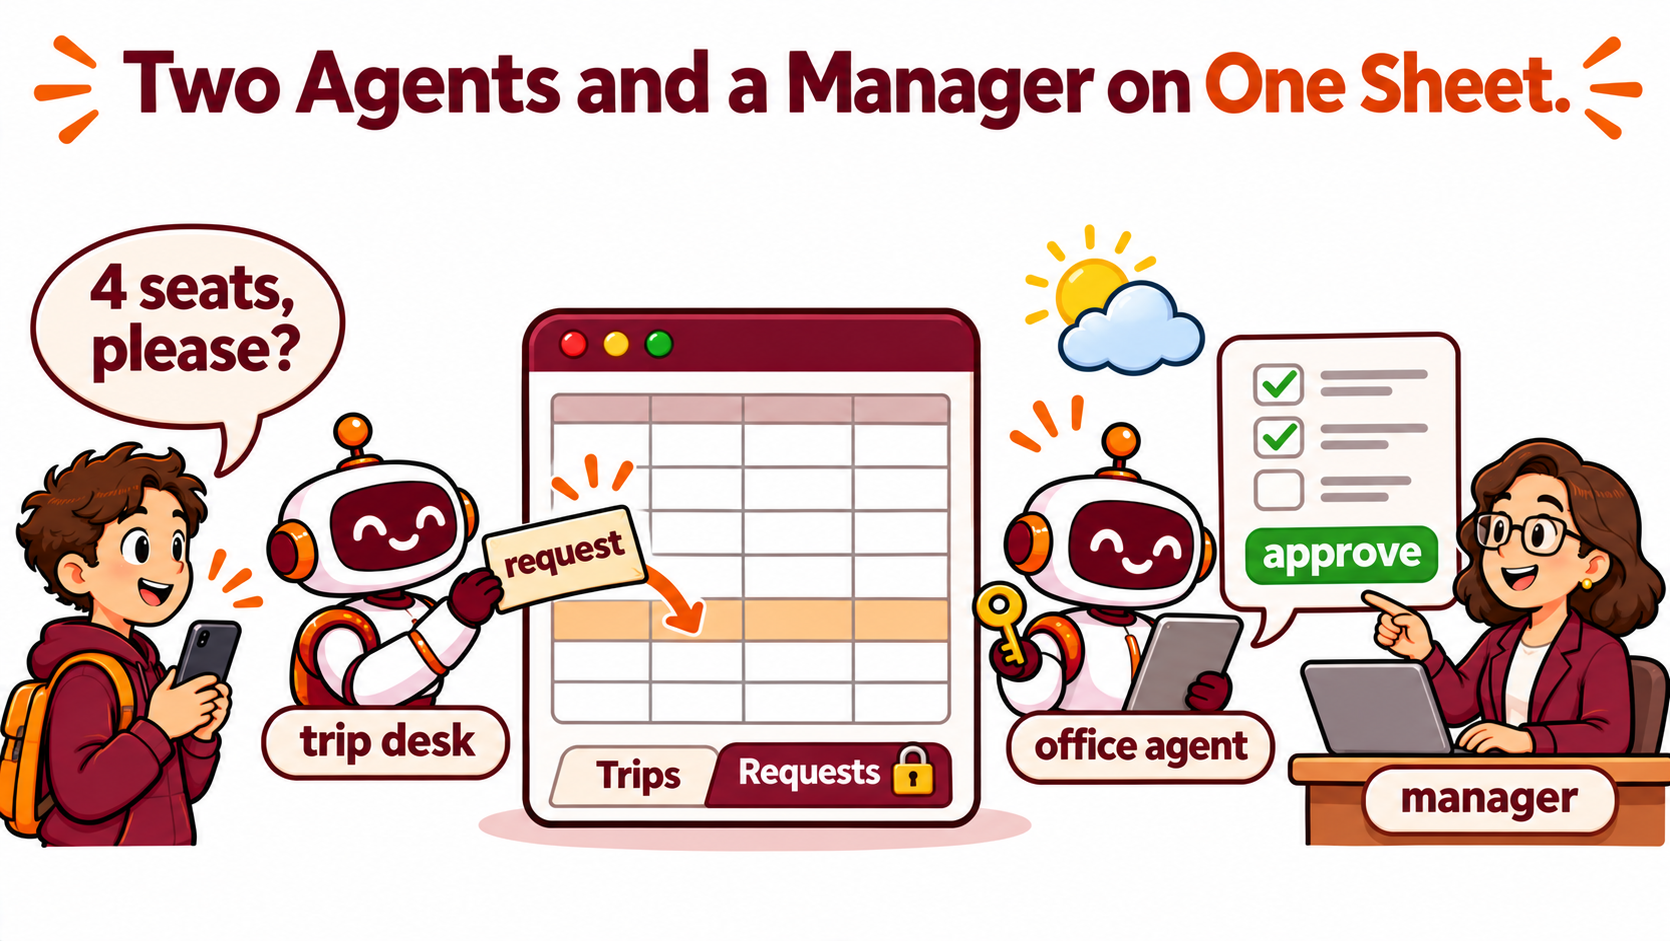 Two Agents and a Manager on One Sheet.
4 seats,
please?
request
approve
trip desk
Trips
Requests
office agent
manager